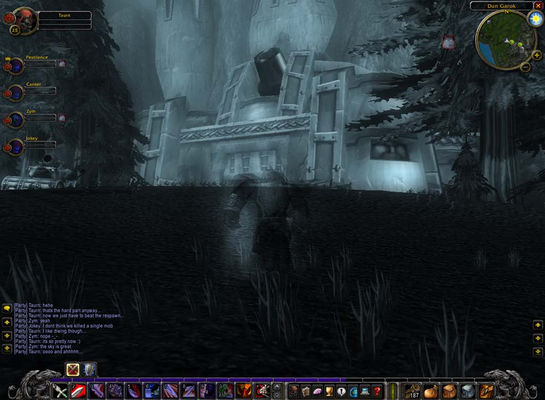 Taurn
Dun Garok
N
Pestilence
Career
Zym
Jokey
[Party] Taurn: hehe
[Party] Taurn: thats the hard part anyway...
[Party] Taurn: now we just have to beat the respawn...
[Party] Zym: yeah
[Party] Jokey: I dont think we killed a single mob
[Party] Taurn: I like dieing though...
[Party] Zym: nope -_-
[Party] Taurn: its so pretty now :)
[Party] Zym: the sky is great
[Party] Taurn: oooo and ahhhhh...
187